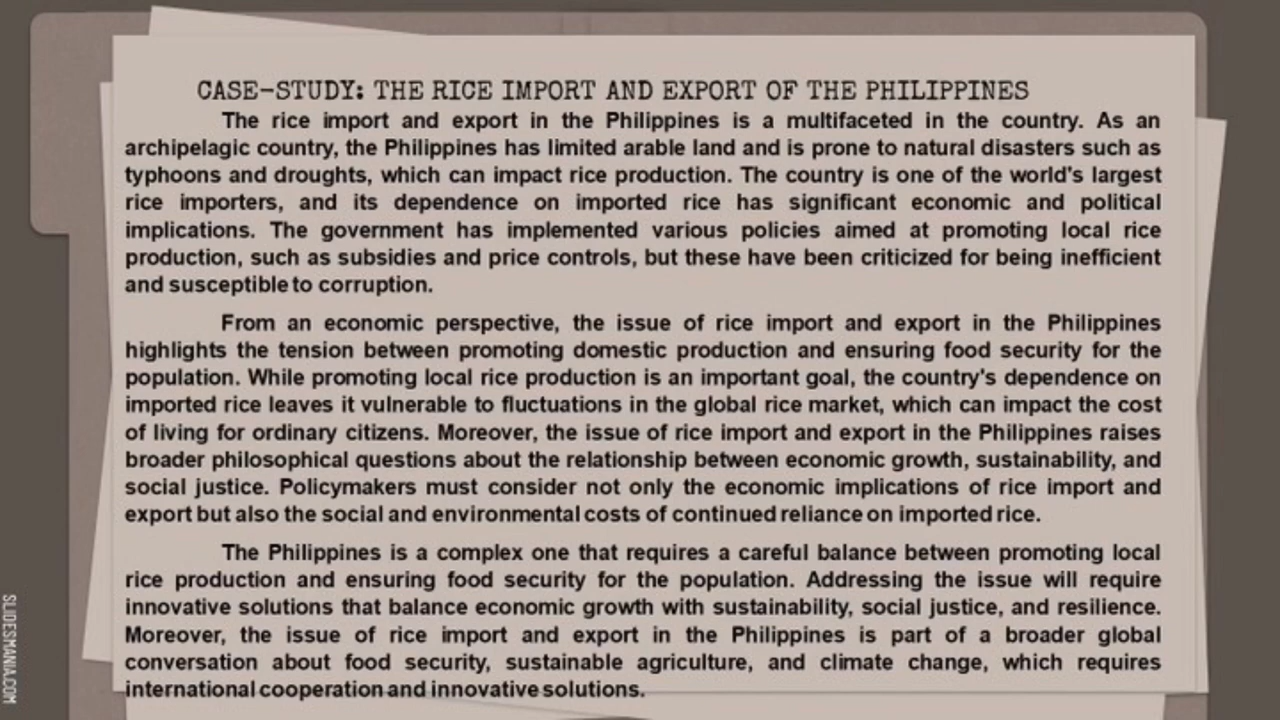 CASE-STUDY: THE RICE IMPORT AND EXPORT OF THE PHILIPPINES
The rice import and export in the Philippines is a multifaceted in the country. As an
archipelagic country, the Philippines has limited arable land and is prone to natural disasters such as
typhoons and droughts, which can impact rice production. The country is one of the world's largest
rice importers, and its dependence on imported rice has significant economic and political
implications. The government has implemented various policies aimed at promoting local rice
production, such as subsidies and price controls, but these have been criticized for being inefficient
and susceptible to corruption.
From an economic perspective, the issue of rice import and export in the Philippines
highlights the tension between promoting domestic production and ensuring food security for the
population. While promoting local rice production is an important goal, the country's dependence on
imported rice leaves it vulnerable to fluctuations in the global rice market, which can impact the cost
of living for ordinary citizens. Moreover, the issue of rice import and export in the Philippines raises
broader philosophical questions about the relationship between economic growth, sustainability, and
social justice. Policymakers must consider not only the economic implications of rice import and
export but also the social and environmental costs of continued reliance on imported rice.
The Philippines is a complex one that requires a careful balance between promoting local
rice production and ensuring food security for the population. Addressing the issue will require
innovative solutions that balance economic growth with sustainability, social justice, and resilience.
Moreover, the issue of rice import and export in the Philippines is part of a broader global
conversation about food security, sustainable agriculture, and climate change, which requires
international cooperation and innovative solutions.
SLIDESMANIA.COM